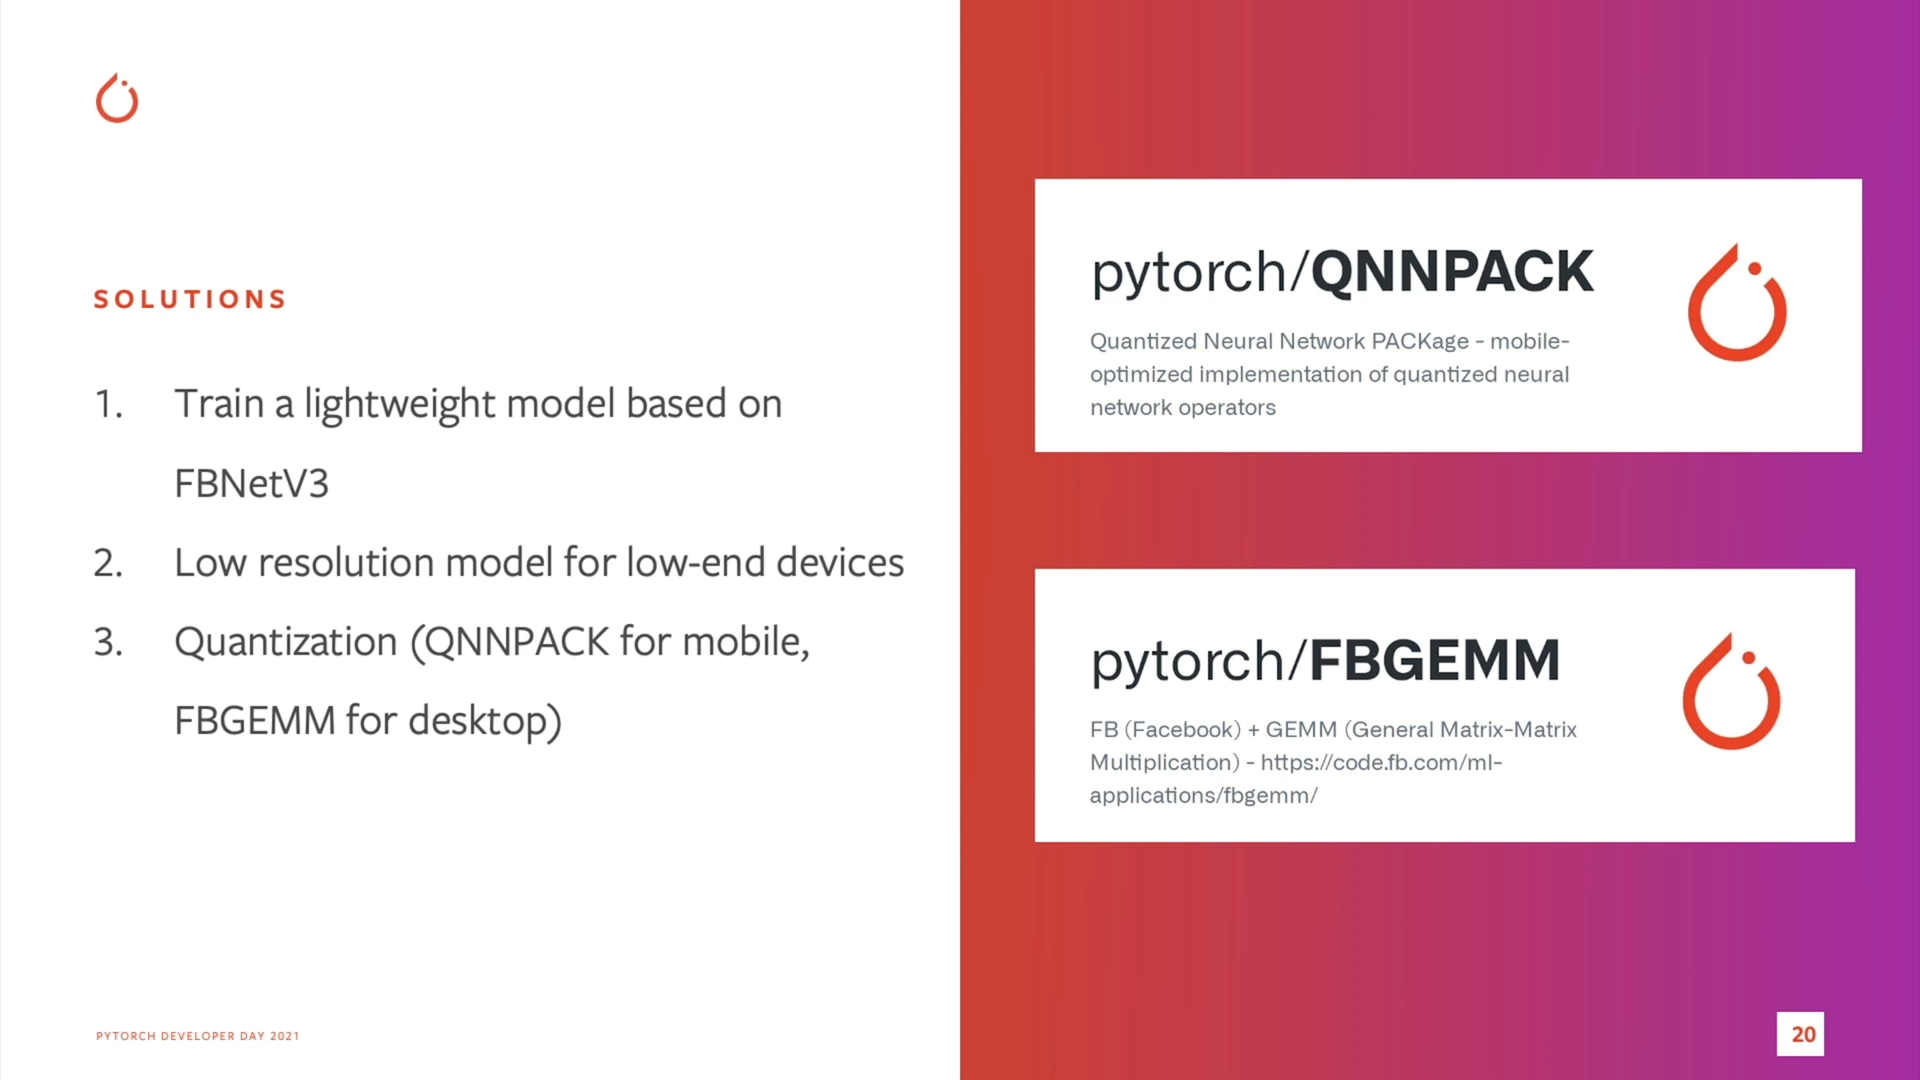 SOLUTIONS
1. Train a lightweight model based on
FBNetV3
2. Low resolution model for low-end devices
3. Quantization (QNNPACK for mobile,
FBGEMM for desktop)
PYTORCH DEVELOPER DAY 2021
pytorch/QNNPACK
Quantized Neural Network PACKage - mobile-
optimized implementation of quantized neural
network operators
pytorch/FBGEMM
FB (Facebook) + GEMM (General Matrix-Matrix
Multiplication) - https://code.fb.com/ml-
applications/fbgemm/
20